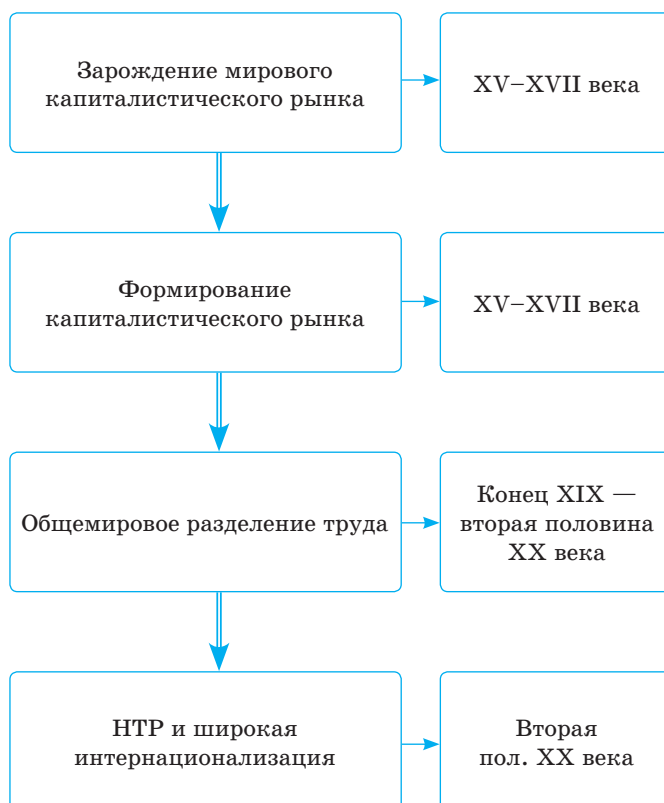 Зарождение мирового
капиталистического рынка
XV–XVII века
Формирование
капиталистического рынка
XV–XVII века
Общемировое разделение труда
Конец XIX —
вторая половина
XX века
НТР и широкая
интернационализация
Вторая
пол. XX века